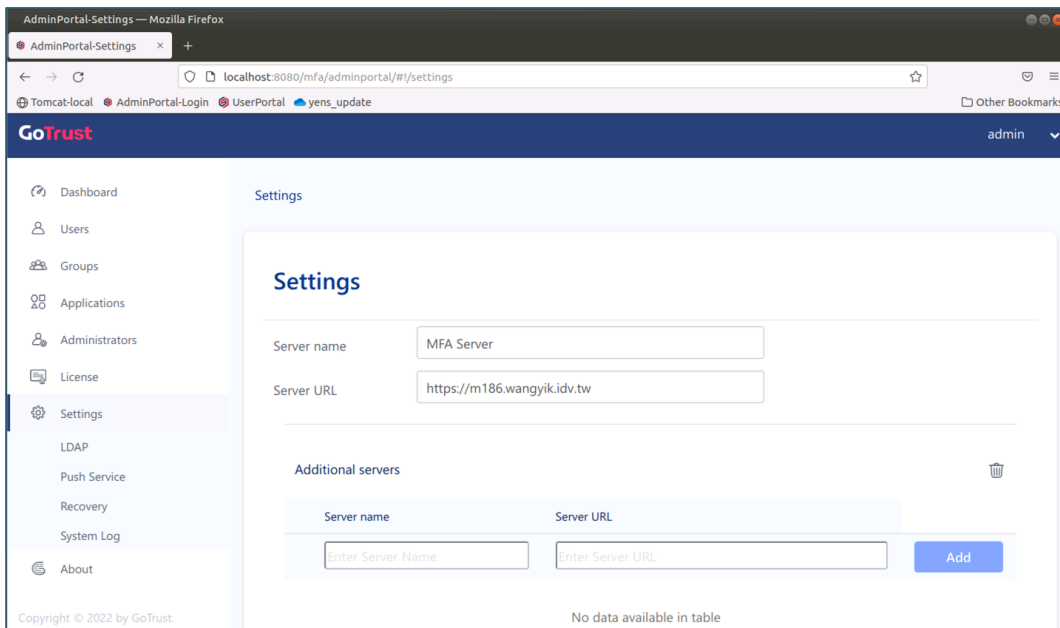 AdminPortal-Settings — Mozilla Firefox
AdminPortal-Settings × +
localhost:8080/mfa/adminportal/#!/settings
Tomcat-local AdminPortal-Login UserPortal yens_update Other Bookmarks
GoTrust admin
Dashboard
Users
Groups
Applications
Administrators
License
Settings
LDAP
Push Service
Recovery
System Log
About
Copyright © 2022 by GoTrust.
Settings
Settings
Server name MFA Server
Server URL https://m186.wangyik.idv.tw
Additional servers
Server name Server URL
Enter Server Name Enter Server URL Add
No data available in table